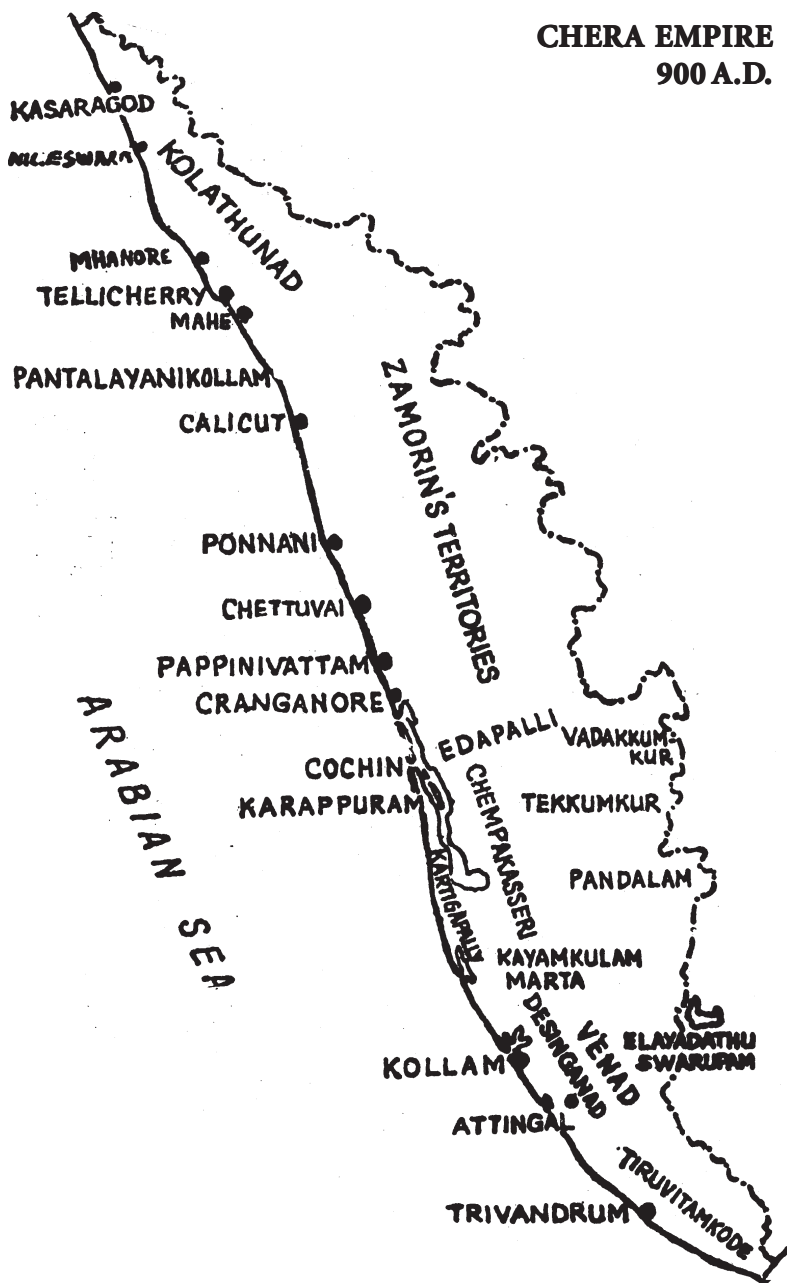 CHERA EMPIRE
900 A.D.
KASARAGOD
KOLATHUNAD
MHANORE
TELLICHERRY
MAHE
PANTALAYANIKOLLAM
CALICUT
ZAMORIN'S TERRITORIES
PONNANI
CHETTUVAI
PAPPINIVATTAM
CRANGANORE
ARABIAN SEA
EDAPALLI
VADAKKUM-
KUR
COCHIN
KARAPPURAM
CHEMPAKASSERI
TEKKUMKUR
PANDALAM
KAYAMKULAM
MARTA
DESINGANAD
VENAD
ELAYADATHU
SWARUPAM
KOLLAM
ATTINGAL
TIRUVITAMKODE
TRIVANDRUM